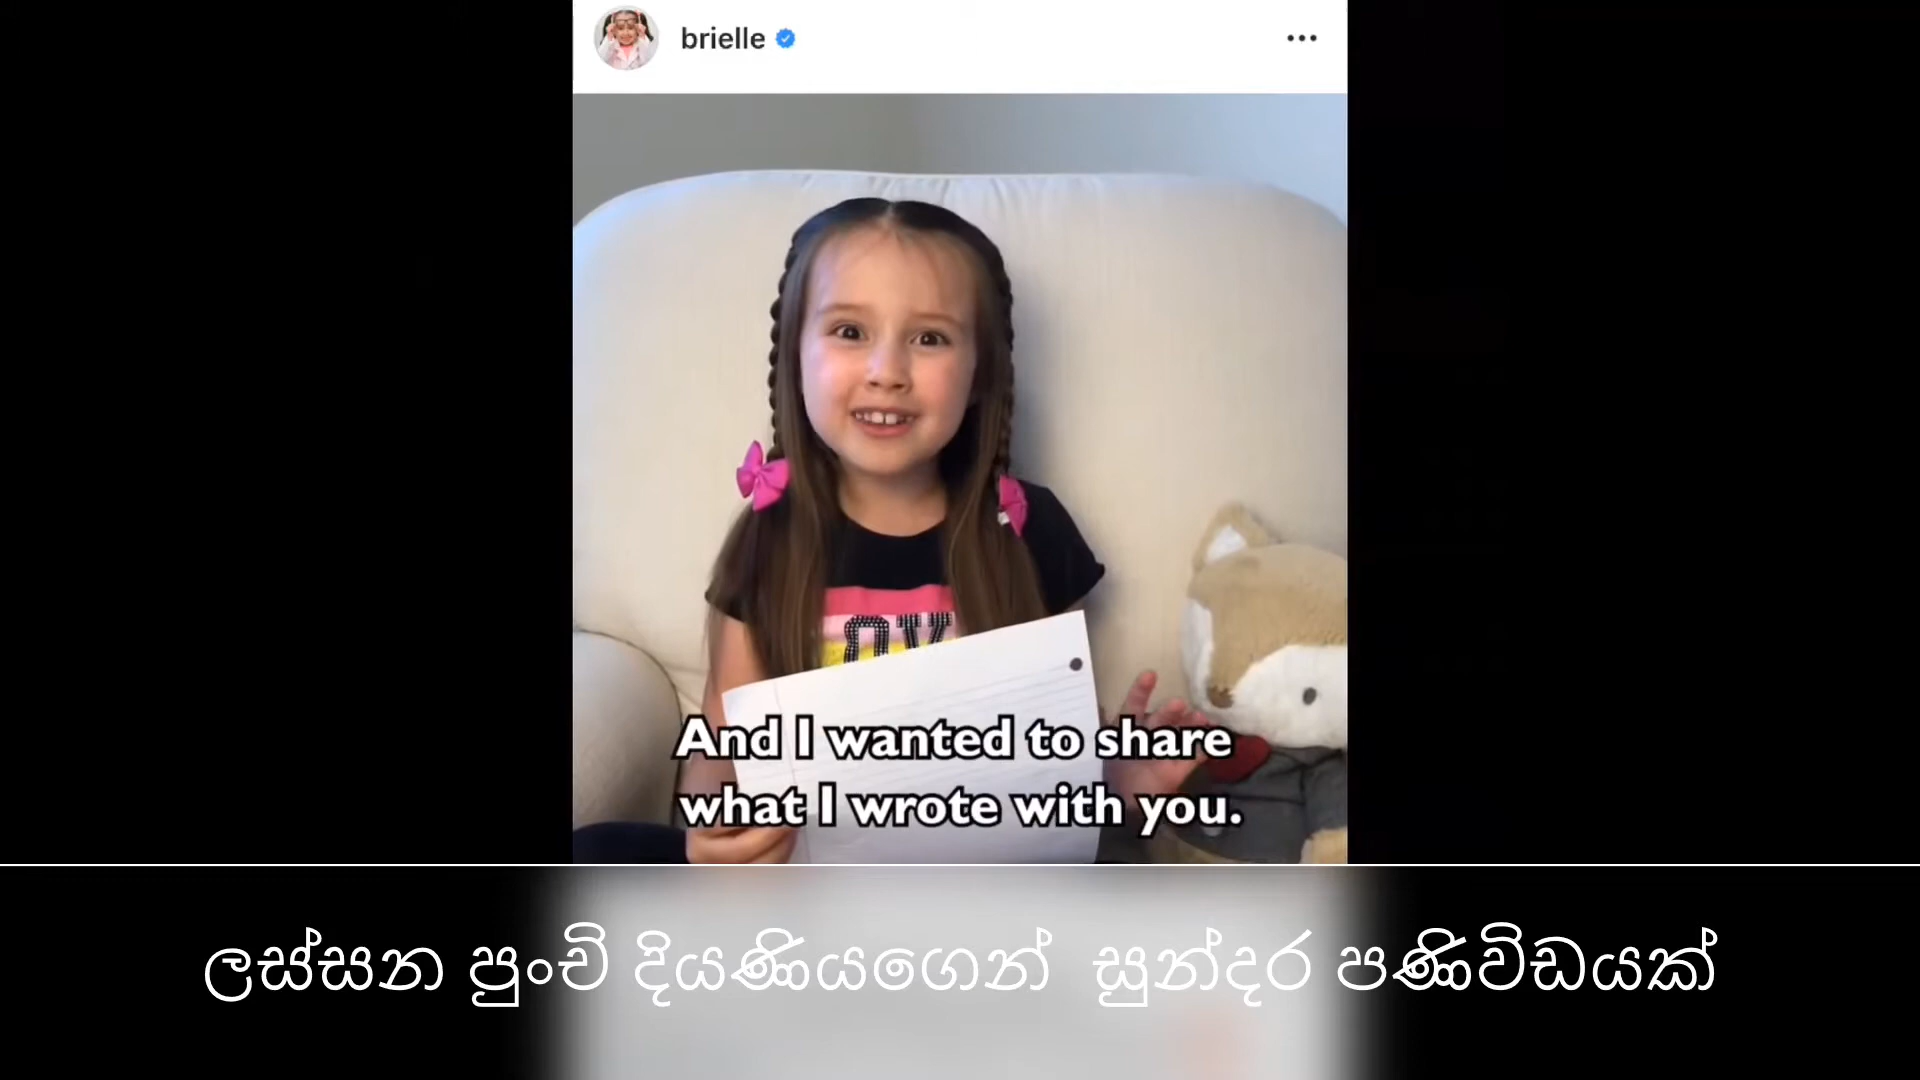 brielle
And I wanted to share
what I wrote with you.
ලස්සන පුංචි දියණියගෙන් සුන්දර පණිවිඩයක්